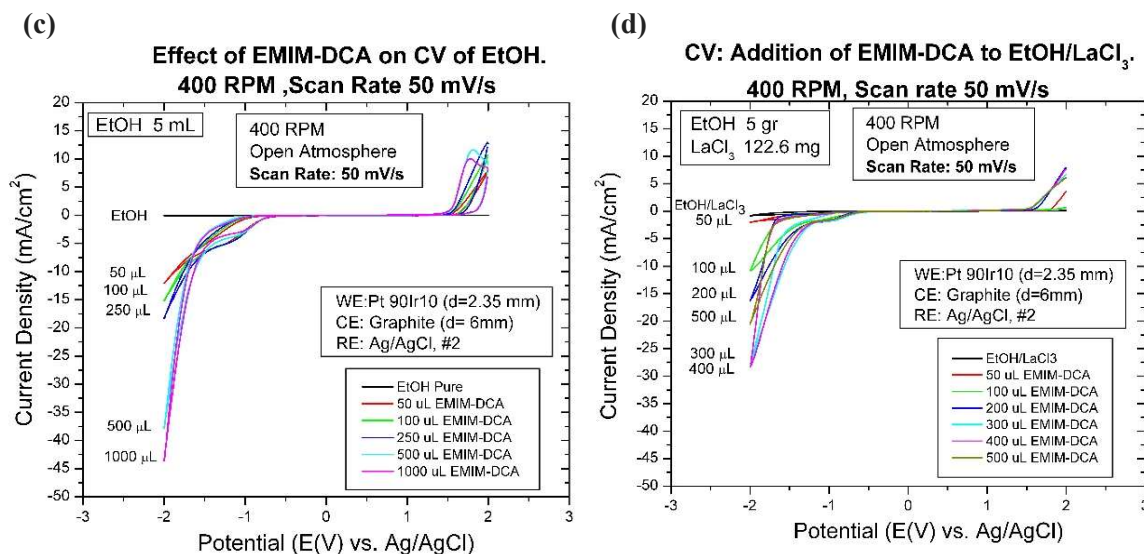 (c)
Effect of EMIM-DCA on CV of EtOH.
400 RPM ,Scan Rate 50 mV/s
EtOH 5 mL
400 RPM
Open Atmosphere
Scan Rate: 50 mV/s
EtOH
50 μL
100 μL
250 μL
500 μL
1000 μL
WE:Pt 90Ir10 (d=2.35 mm)
CE: Graphite (d= 6mm)
RE: Ag/AgCl, #2
EtOH Pure
50 uL EMIM-DCA
100 uL EMIM-DCA
250 uL EMIM-DCA
500 uL EMIM-DCA
1000 uL EMIM-DCA
Current Density (mA/cm²)
20
15
10
5
0
-5
-10
-15
-20
-25
-30
-35
-40
-45
-50
-3
-2
-1
0
1
2
3
Potential (E(V) vs. Ag/AgCl)
(d)
CV: Addition of EMIM-DCA to EtOH/LaCl₃.
400 RPM, Scan rate 50 mV/s
EtOH 5 gr
LaCl₃ 122.6 mg
400 RPM
Open Atmosphere
Scan Rate: 50 mV/s
EtOH/LaCl₃
50 μL
100 μL
200 μL
500 μL
300 μL
400 μL
WE:Pt 90Ir10 (d=2.35 mm)
CE: Graphite (d=6mm)
RE: Ag/AgCl, #2
EtOH/LaCl3
50 uL EMIM-DCA
100 uL EMIM-DCA
200 uL EMIM-DCA
300 uL EMIM-DCA
400 uL EMIM-DCA
500 uL EMIM-DCA
Current Density (mA/cm²)
20
15
10
5
0
-5
-10
-15
-20
-25
-30
-35
-40
-45
-50
-3
-2
-1
0
1
2
3
Potential (E(V) vs. Ag/AgCl)